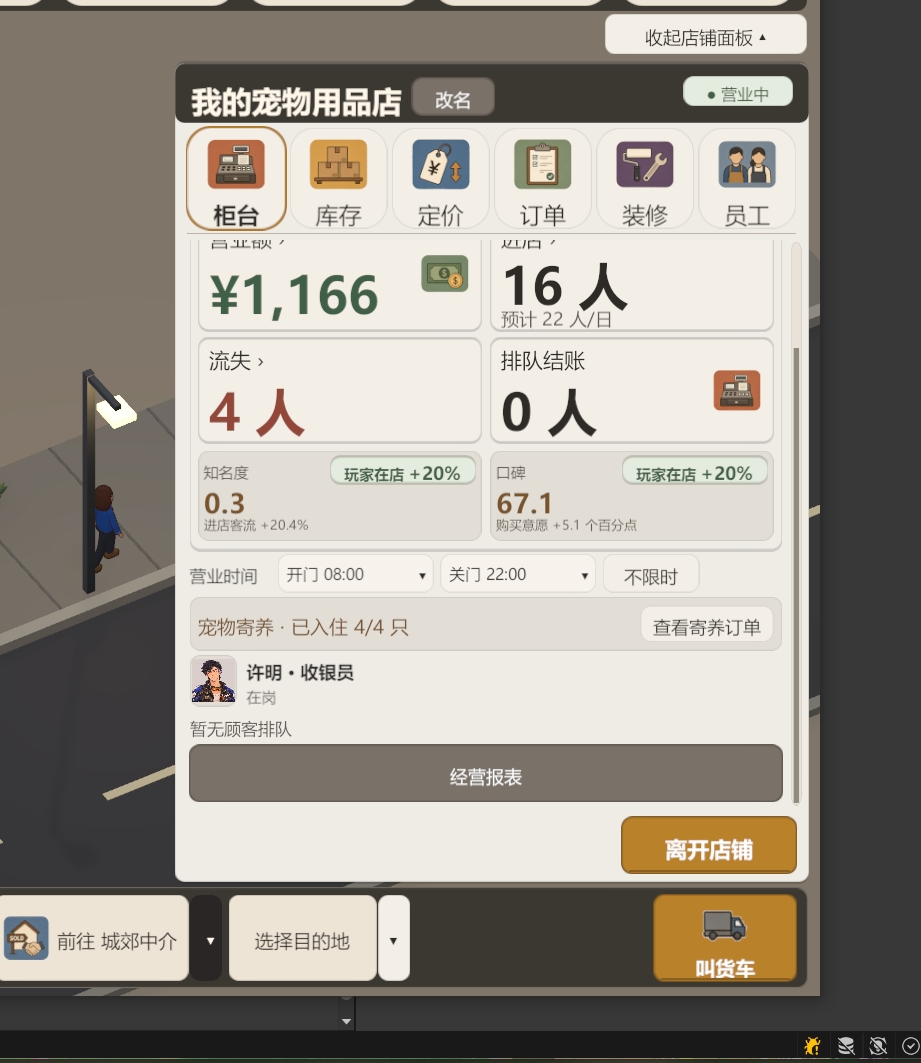 收起店铺面板 ▲
我的宠物用品店 改名 ● 营业中
柜台 库存 定价 订单 装修 员工
营业额 › 进店 ›
¥1,166 16 人
预计 22 人/日
流失 › 排队结账
4 人 0 人
知名度 玩家在店 +20% 口碑 玩家在店 +20%
0.3 67.1
进店客流 +20.4% 购买意愿 +5.1 个百分点
营业时间 开门 08:00 ▼ 关门 22:00 ▼ 不限时
宠物寄养 · 已入住 4/4 只 查看寄养订单
许明・收银员
在岗
暂无顾客排队
经营报表
离开店铺
SOLD 前往 城郊中介 ▼ 选择目的地 ▼
叫货车